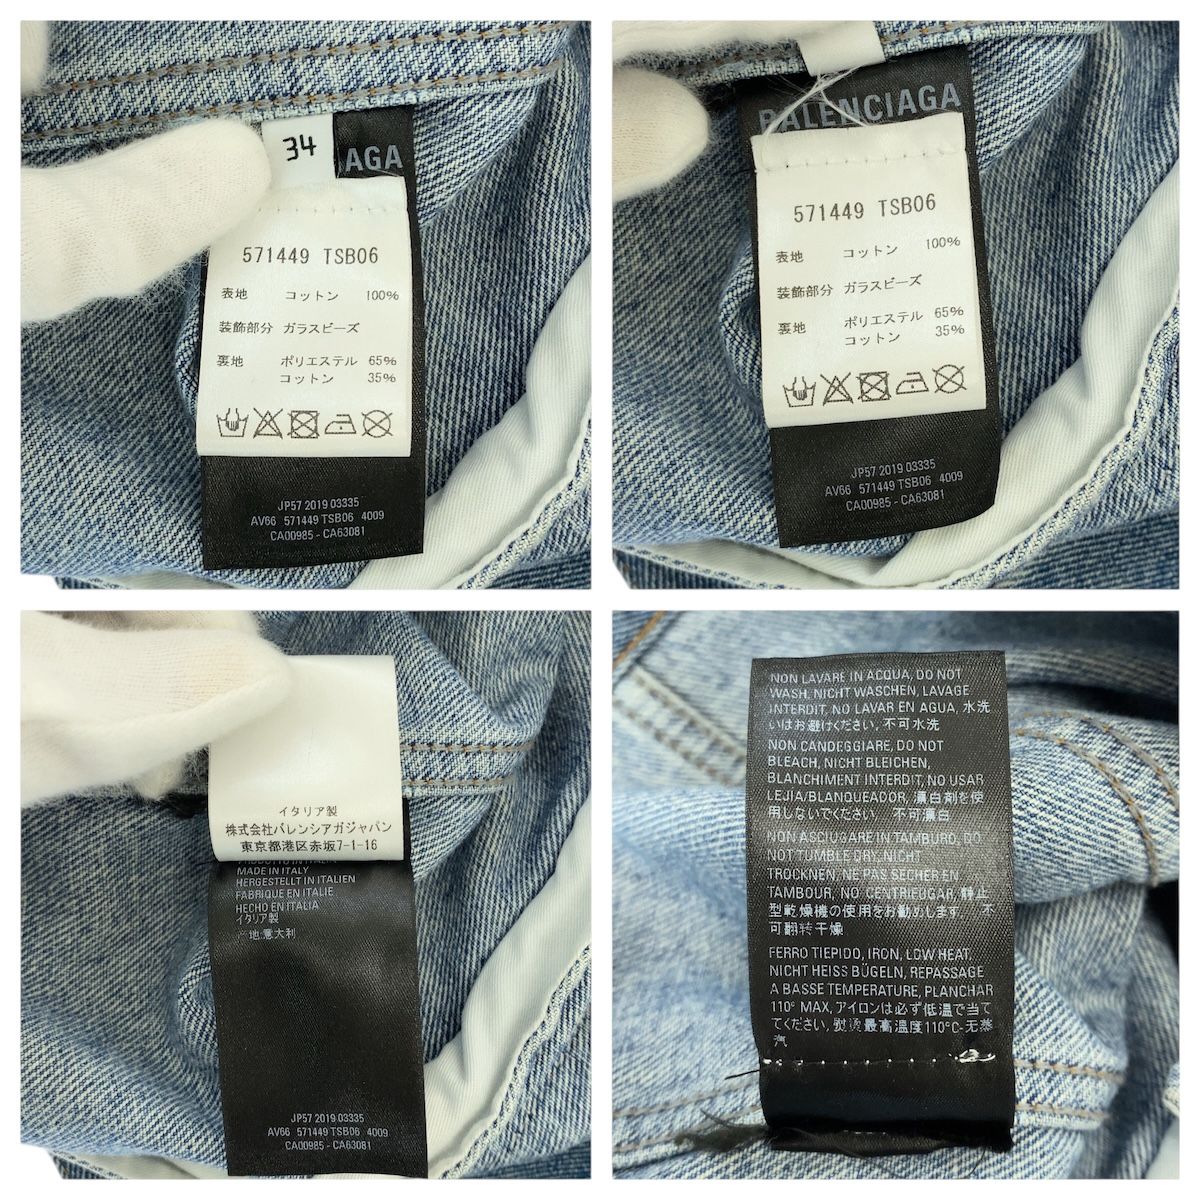 34
AGA
571449 TSB06
表地 コットン 100%
装飾部分 ガラスビーズ
裏地 ポリエステル 65%
コットン 35%
JP57 2019 03335
AV66 571449 TSB06 4009
CA00985 - CA63081
BALENCIAGA
571449 TSB06
表地 コットン 100%
装飾部分 ガラスビーズ
裏地 ポリエステル 65%
コットン 35%
JP57 2019 03335
AV66 571449 TSB06 4009
CA00985 - CA63081
イタリア製
株式会社バレンシアガジャパン
東京都港区赤坂7-1-16
PRODOTTO IN ITALIA
MADE IN ITALY
HERGESTELLT IN ITALIEN
FABRIQUE EN ITALIE
HECHO EN ITALIA
イタリア製
产地:意大利
JP57 2019 03335
AV66 571449 TSB06 4009
CA00985 - CA63081
NON LAVARE IN ACQUA, DO NOT
WASH, NICHT WASCHEN, LAVAGE
INTERDIT, NO LAVAR EN AGUA, 水洗
いはお避けください, 不可水洗
NON CANDEGGIARE, DO NOT
BLEACH, NICHT BLEICHEN,
BLANCHIMENT INTERDIT, NO USAR
LEJIA/BLANQUEADOR, 漂白剤を使
用しないでください 不可漂白
NON ASCIUGARE IN TAMBURO, DO
NOT TUMBLE DRY, NICHT
TROCKNEN, NE PAS SECHER EN
TAMBOUR, NO CENTRIFUGAR, 静止
型乾燥機の使用をお勧めします, 不
可翻转干燥
FERRO TIEPIDO, IRON, LOW HEAT,
NICHT HEISS BÜGELN, REPASSAGE
A BASSE TEMPERATURE, PLANCHAR
110° MAX, アイロンは必ず低温で当て
てください, 熨烫最高温度110°C-无蒸
汽